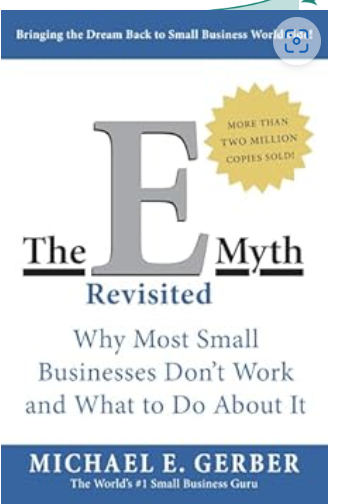 Bringing the Dream Back to Small Business World
MORE THAN
TWO MILLION
COPIES SOLD!
The E Myth
Revisited
Why Most Small
Businesses Don't Work
and What to Do About It
MICHAEL E. GERBER
The World's #1 Small Business Guru